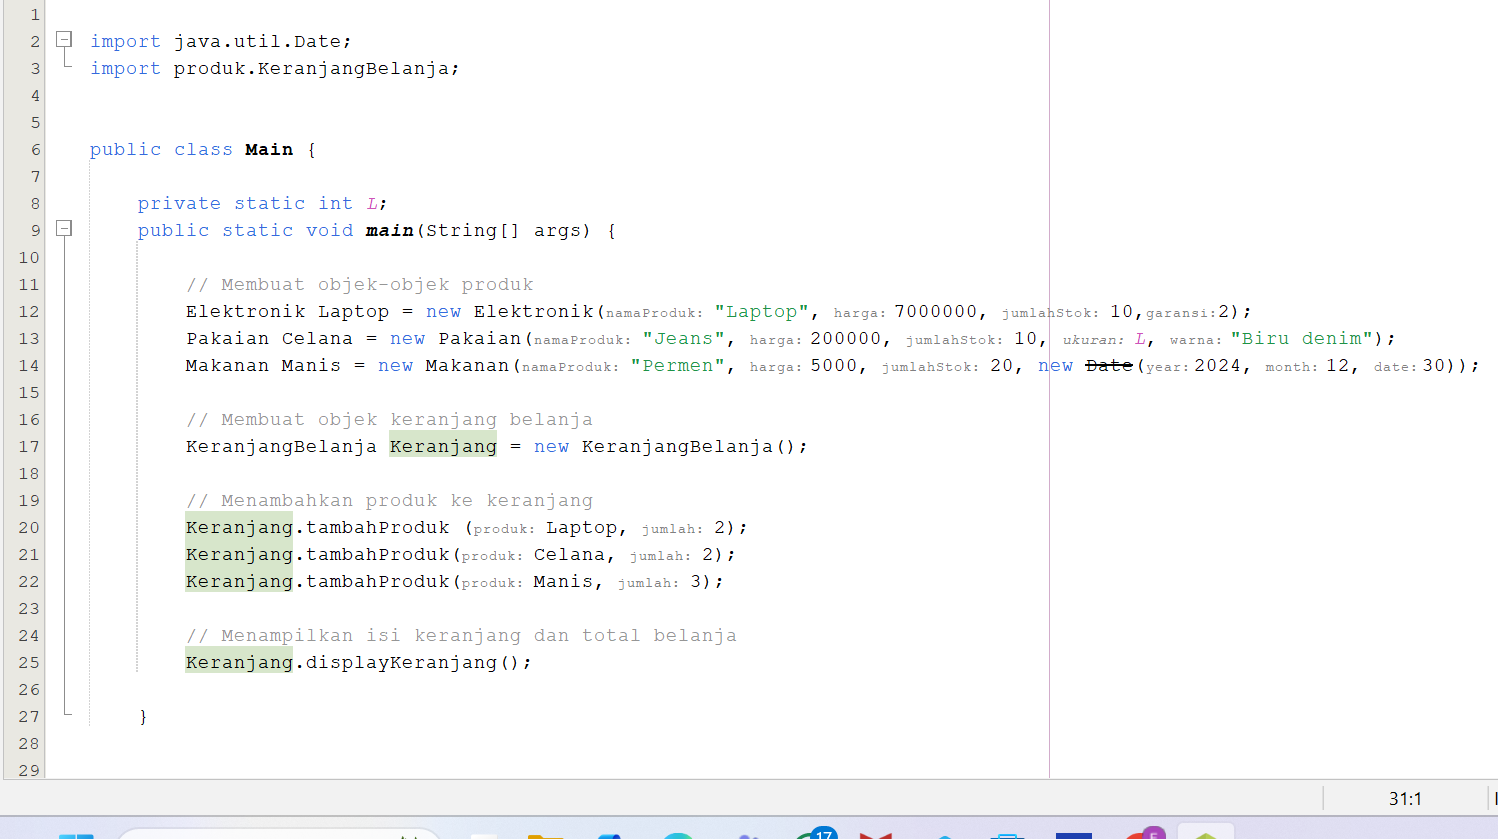 1
2 import java.util.Date;
3 import produk.KeranjangBelanja;
4
5
6 public class Main {
7
8 private static int L;
9 public static void main(String[] args) {
10
11 // Membuat objek-objek produk
12 Elektronik Laptop = new Elektronik(namaProduk: "Laptop", harga: 7000000, jumlahStok: 10,garansi:2);
13 Pakaian Celana = new Pakaian(namaProduk: "Jeans", harga: 200000, jumlahStok: 10, ukuran: L, warna: "Biru denim");
14 Makanan Manis = new Makanan(namaProduk: "Permen", harga: 5000, jumlahStok: 20, new Date(year: 2024, month: 12, date: 30));
15
16 // Membuat objek keranjang belanja
17 KeranjangBelanja Keranjang = new KeranjangBelanja();
18
19 // Menambahkan produk ke keranjang
20 Keranjang.tambahProduk (produk: Laptop, jumlah: 2);
21 Keranjang.tambahProduk(produk: Celana, jumlah: 2);
22 Keranjang.tambahProduk(produk: Manis, jumlah: 3);
23
24 // Menampilkan isi keranjang dan total belanja
25 Keranjang.displayKeranjang();
26
27 }
28
29
31:1
17